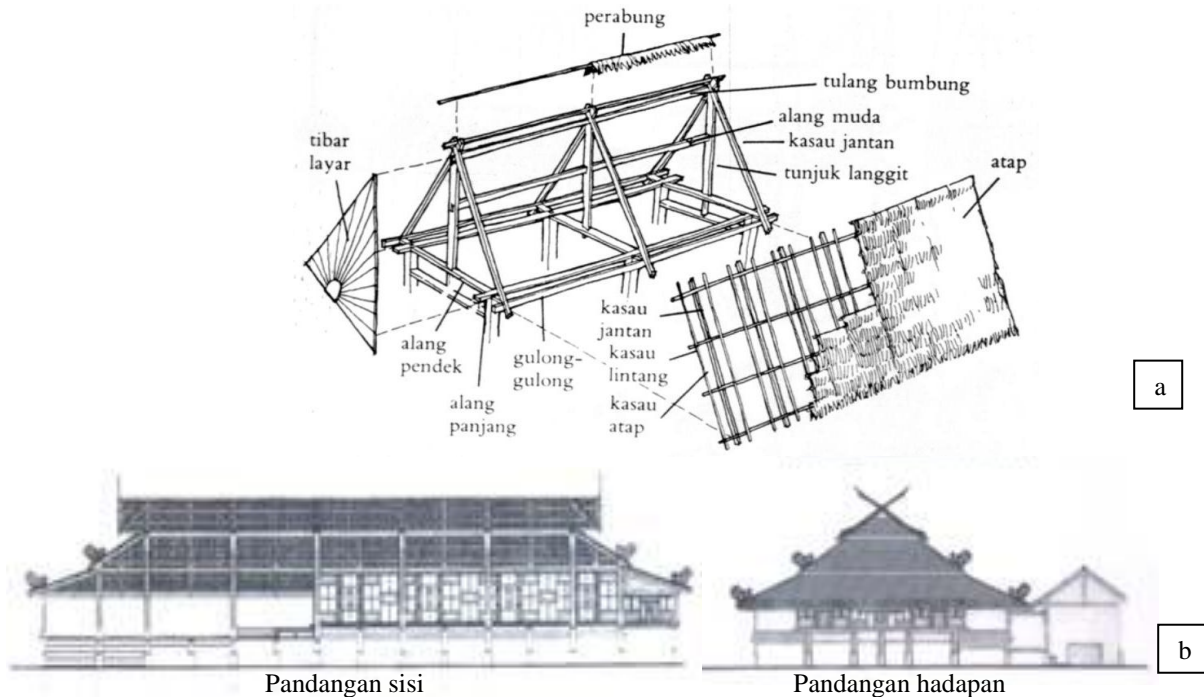 perabung
tulang bumbung
alang muda
kasau jantan
tunjuk langgit
atap
tibar
layar
kasau
jantan
kasau
lintang
kasau
atap
alang
pendek
gulong-
gulong
alang
panjang
a
Pandangan sisi
Pandangan hadapan
b